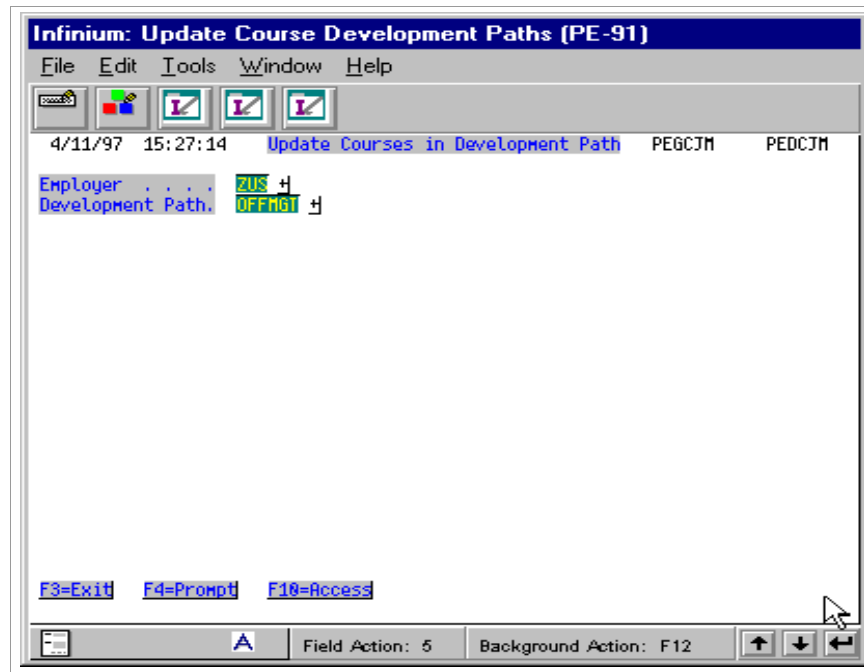 Infinium: Update Course Development Paths (PE-91)
File Edit Tools Window Help
4/11/97 15:27:14 Update Courses in Development Path PEGCJM PEDCJM
Employer . . . . ZUS +
Development Path. OFFMGT +
F3=Exit F4=Prompt F10=Access
A Field Action: 5 Background Action: F12